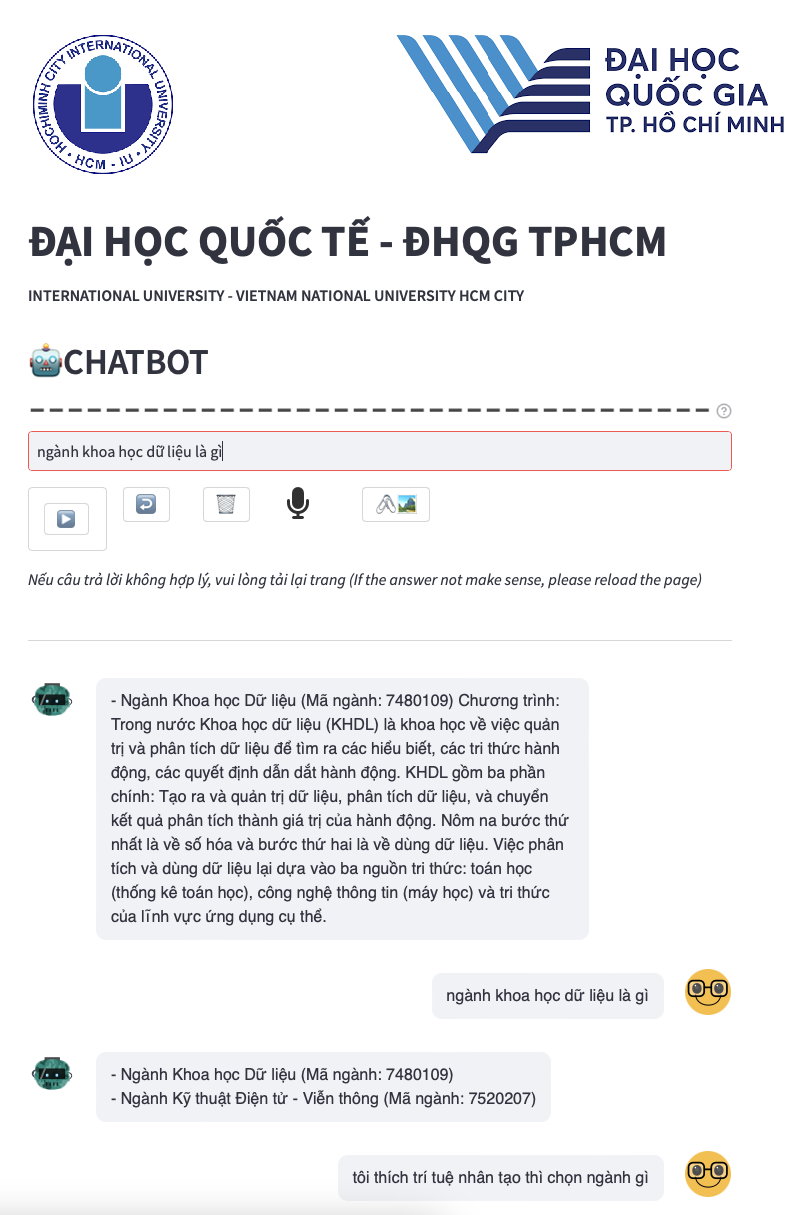 HOCHIMINH CITY INTERNATIONAL UNIVERSITY
HCM - IU
ĐẠI HỌC
QUỐC GIA
TP. HỒ CHÍ MINH
ĐẠI HỌC QUỐC TẾ - ĐHQG TPHCM
INTERNATIONAL UNIVERSITY - VIETNAM NATIONAL UNIVERSITY HCM CITY
🤖CHATBOT
ngành khoa học dữ liệu là gì
Nếu câu trả lời không hợp lý, vui lòng tải lại trang (If the answer not make sense, please reload the page)
- Ngành Khoa học Dữ liệu (Mã ngành: 7480109) Chương trình:
Trong nước Khoa học dữ liệu (KHDL) là khoa học về việc quản
trị và phân tích dữ liệu để tìm ra các hiểu biết, các tri thức hành
động, các quyết định dẫn dắt hành động. KHDL gồm ba phần
chính: Tạo ra và quản trị dữ liệu, phân tích dữ liệu, và chuyển
kết quả phân tích thành giá trị của hành động. Nôm na bước thứ
nhất là về số hóa và bước thứ hai là về dùng dữ liệu. Việc phân
tích và dùng dữ liệu lại dựa vào ba nguồn tri thức: toán học
(thống kê toán học), công nghệ thông tin (máy học) và tri thức
của lĩnh vực ứng dụng cụ thể.
ngành khoa học dữ liệu là gì
- Ngành Khoa học Dữ liệu (Mã ngành: 7480109)
- Ngành Kỹ thuật Điện tử - Viễn thông (Mã ngành: 7520207)
tôi thích trí tuệ nhân tạo thì chọn ngành gì